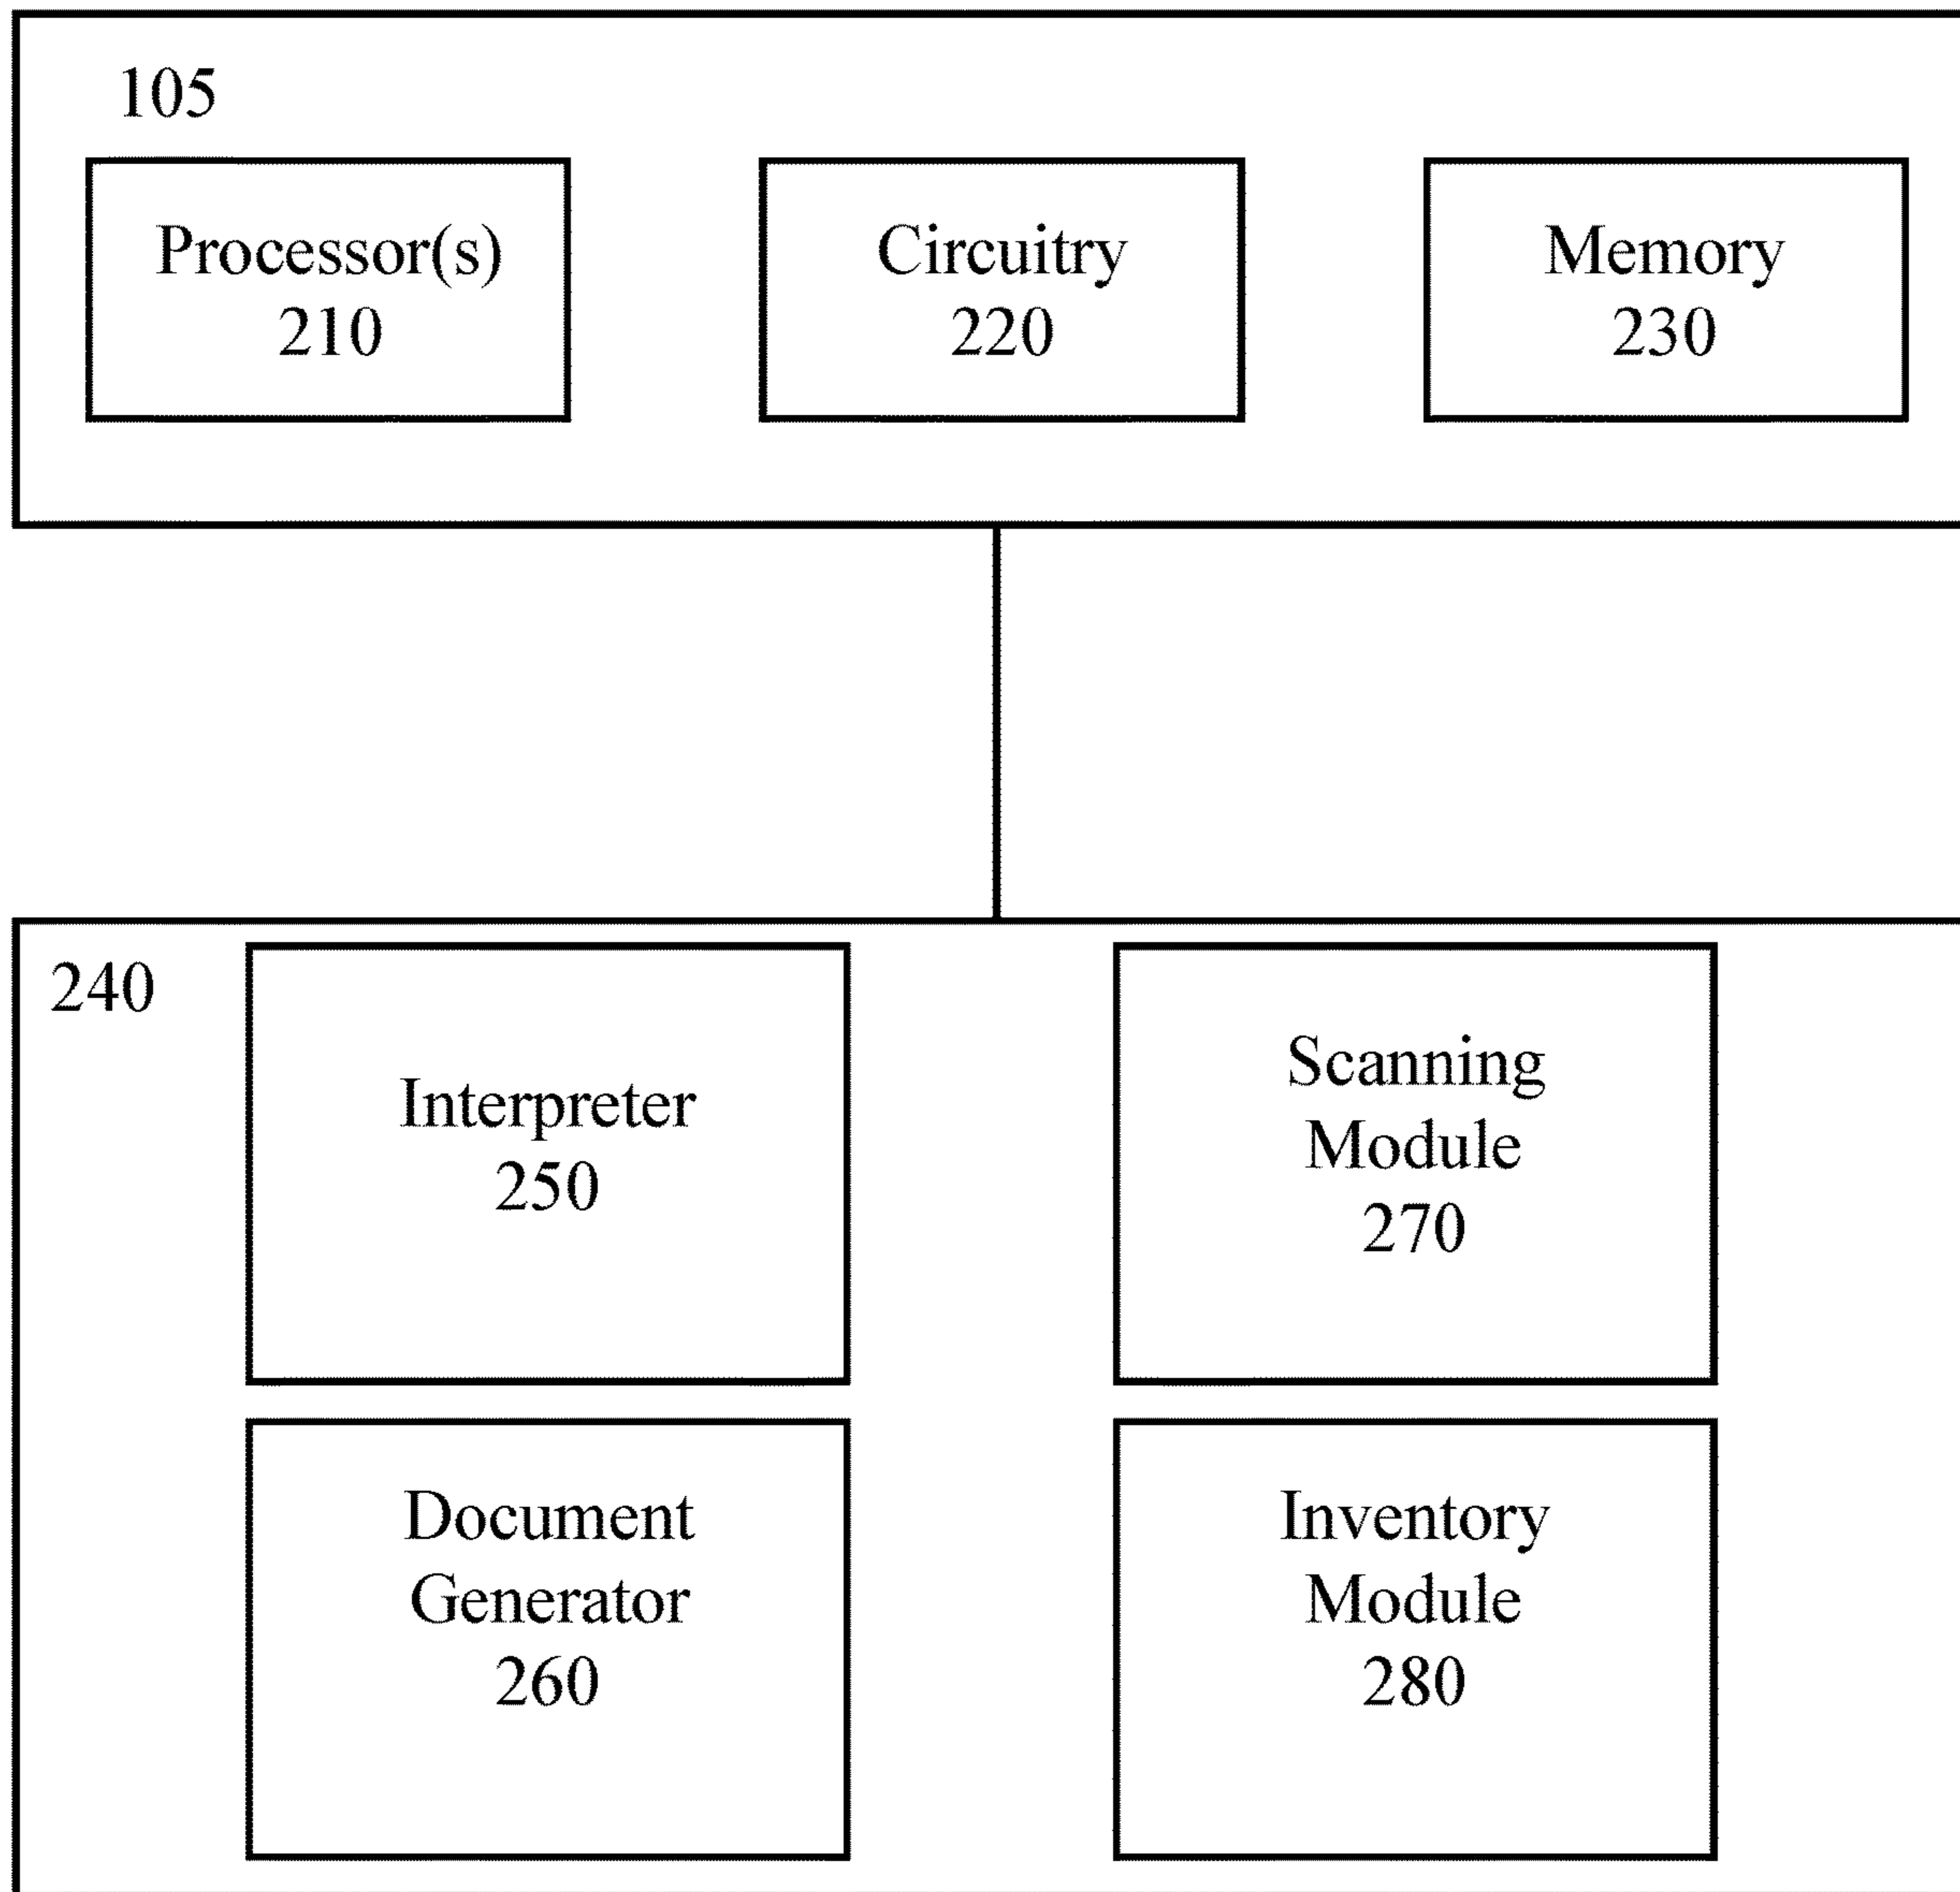 105
Processor(s)
210
Circuitry
220
Memory
230
240
Interpreter
250
Scanning
Module
270
Document
Generator
260
Inventory
Module
280